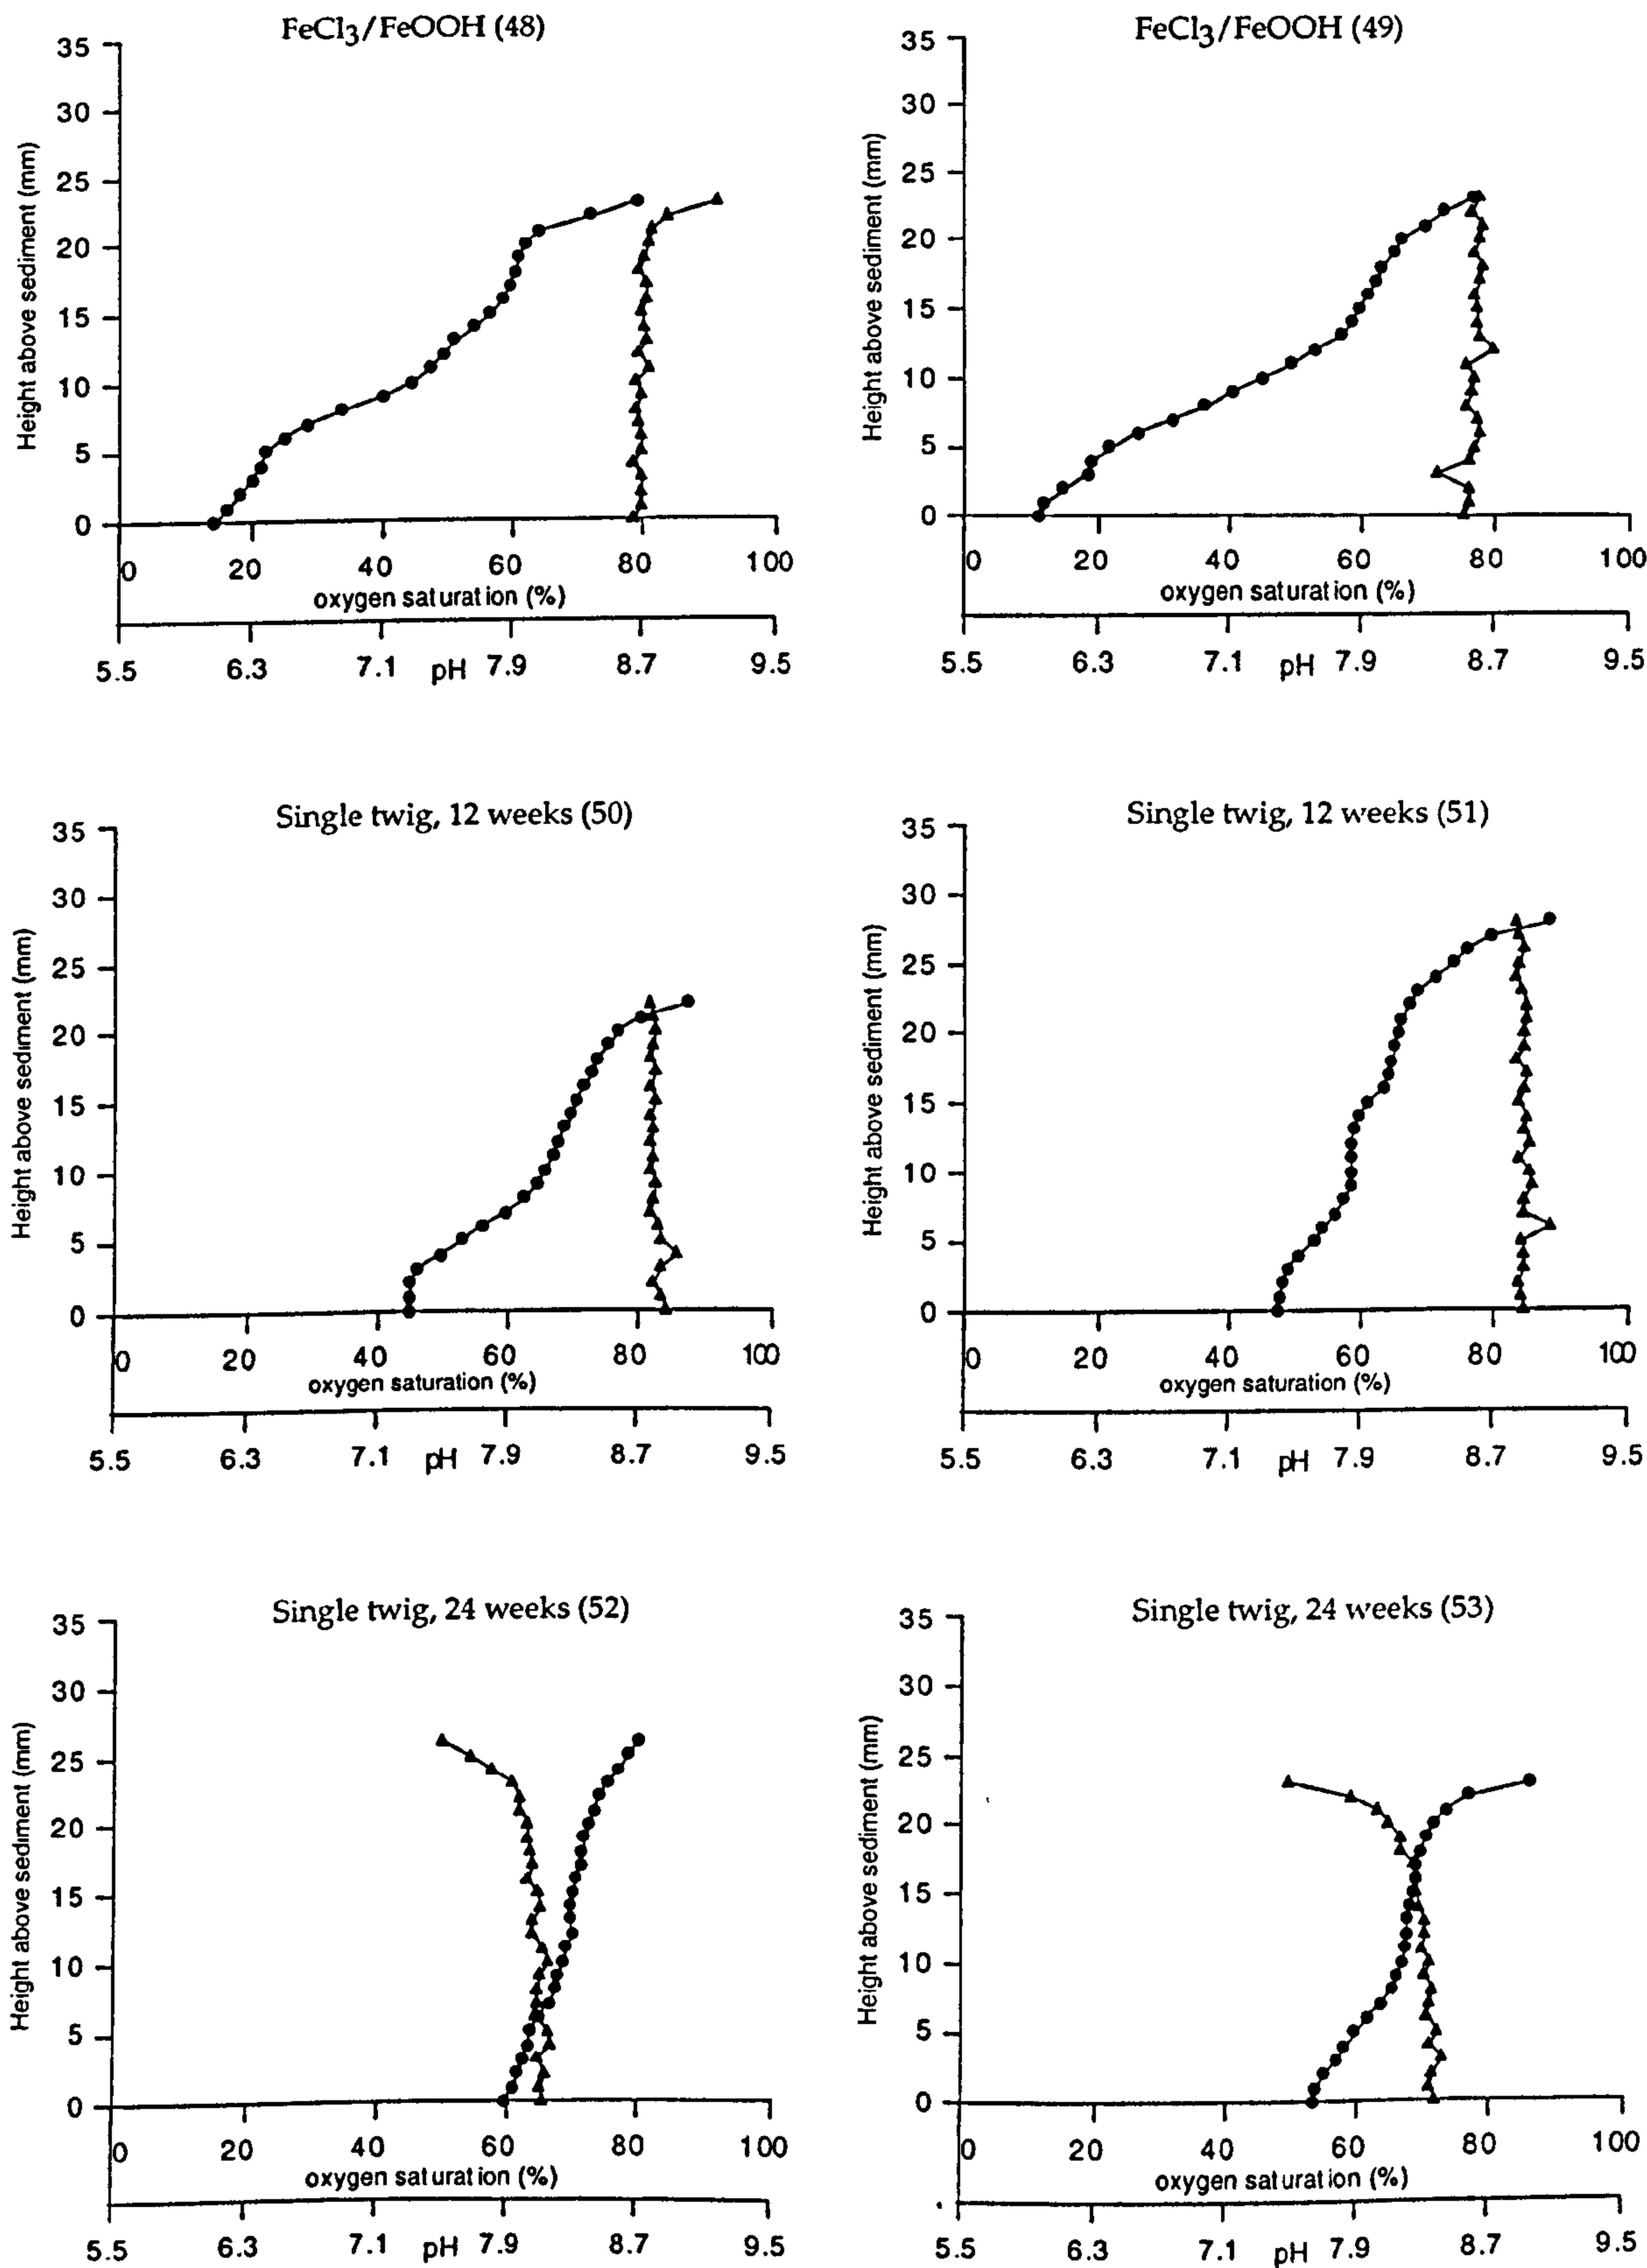 FeCl3/FeOOH (48)
35
30
25
20
15
10
5
0
Height above sediment (mm)
0 20 40 60 80 100
oxygen saturation (%)
5.5 6.3 7.1 pH 7.9 8.7 9.5
FeCl3/FeOOH (49)
35
30
25
20
15
10
5
0
Height above sediment (mm)
0 20 40 60 80 100
oxygen saturation (%)
5.5 6.3 7.1 pH 7.9 8.7 9.5
Single twig, 12 weeks (50)
35
30
25
20
15
10
5
0
Height above sediment (mm)
0 20 40 60 80 100
oxygen saturation (%)
5.5 6.3 7.1 pH 7.9 8.7 9.5
Single twig, 12 weeks (51)
35
30
25
20
15
10
5
0
Height above sediment (mm)
0 20 40 60 80 100
oxygen saturation (%)
5.5 6.3 7.1 pH 7.9 8.7 9.5
Single twig, 24 weeks (52)
35
30
25
20
15
10
5
0
Height above sediment (mm)
0 20 40 60 80 100
oxygen saturation (%)
5.5 6.3 7.1 pH 7.9 8.7 9.5
Single twig, 24 weeks (53)
35
30
25
20
15
10
5
0
Height above sediment (mm)
0 20 40 60 80 100
oxygen saturation (%)
5.5 6.3 7.1 pH 7.9 8.7 9.5